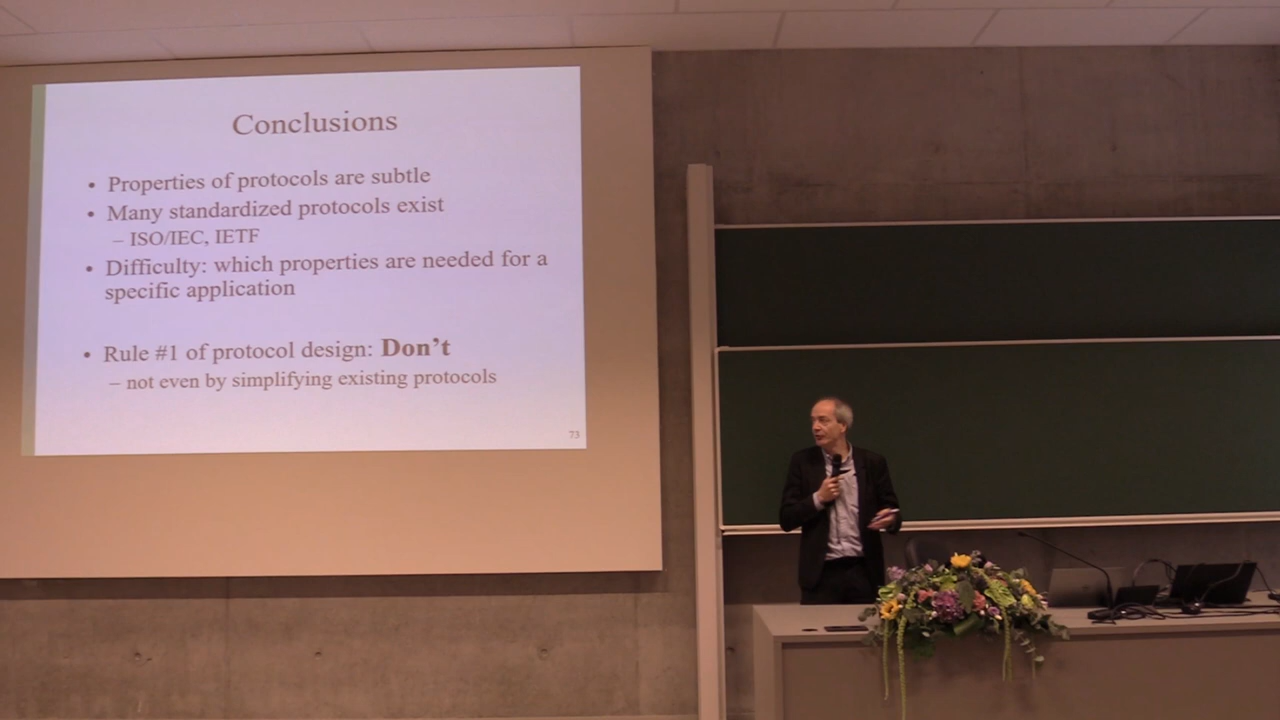 Conclusions
• Properties of protocols are subtle
• Many standardized protocols exist
– ISO/IEC, IETF
• Difficulty: which properties are needed for a
specific application
• Rule #1 of protocol design: Don't
– not even by simplifying existing protocols
73